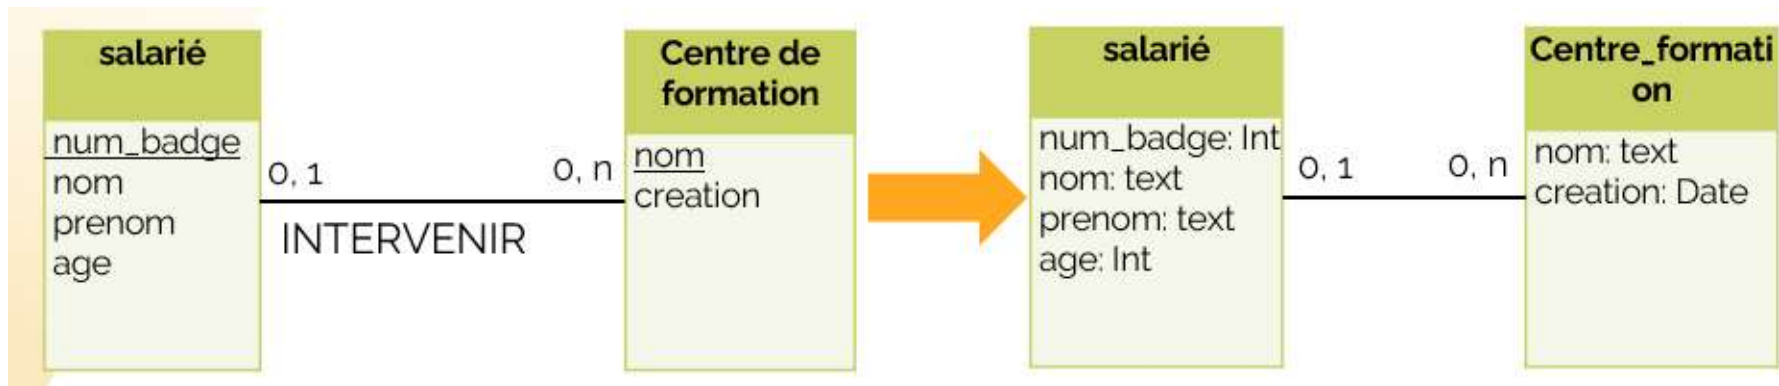 salarié
num_badge
nom
prenom
age
0, 1
INTERVENIR
0, n
Centre de
formation
nom
creation
salarié
num_badge: Int
nom: text
prenom: text
age: Int
0, 1
0, n
Centre_formati
on
nom: text
creation: Date